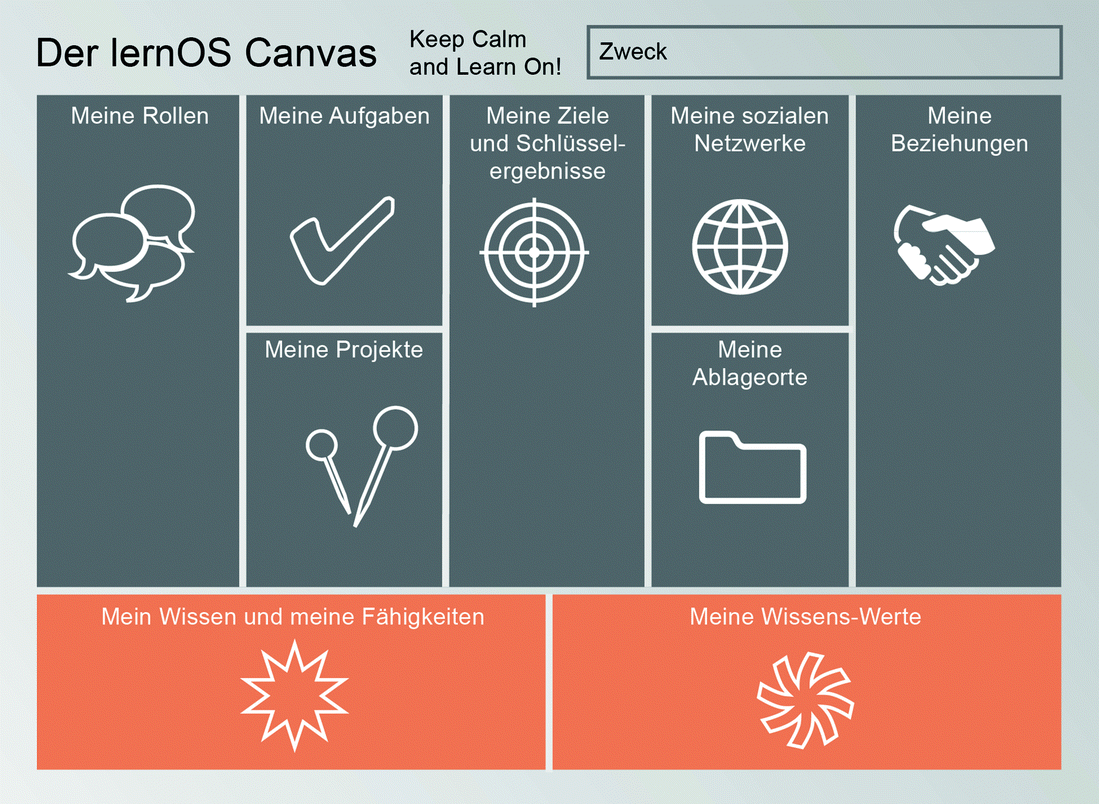 Der lernOS Canvas
Keep Calm
and Learn On!
Zweck
Meine Rollen
Meine Aufgaben
Meine Ziele
und Schlüssel-
ergebnisse
Meine sozialen
Netzwerke
Meine
Beziehungen
Meine Projekte
Meine
Ablageorte
Mein Wissen und meine Fähigkeiten
Meine Wissens-Werte